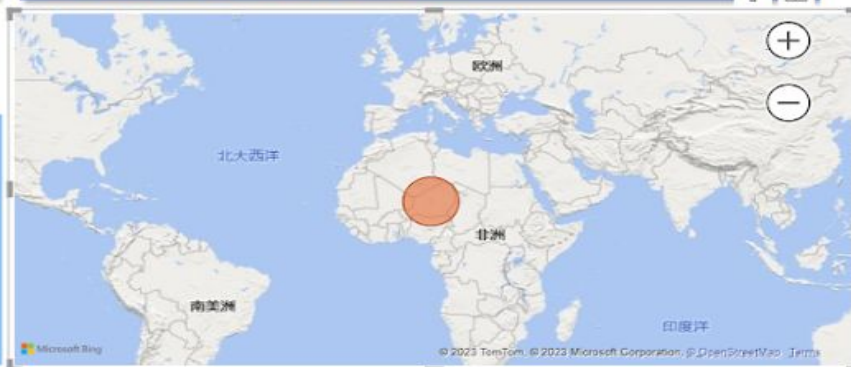 欧洲
北大西洋
非洲
南美洲
印度洋
Microsoft Bing
© 2023 TomTom, © 2023 Microsoft Corporation, © OpenStreetMap Terms